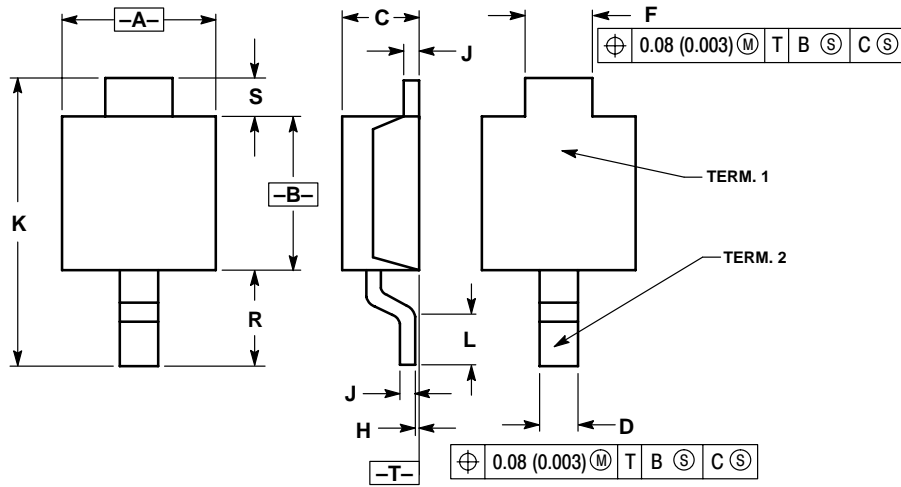 –A–
C
F
⌖ 0.08 (0.003) Ⓜ T B Ⓢ C Ⓢ
J
S
–B–
K
TERM. 1
TERM. 2
R
L
J
H
D
–T–
⌖ 0.08 (0.003) Ⓜ T B Ⓢ C Ⓢ